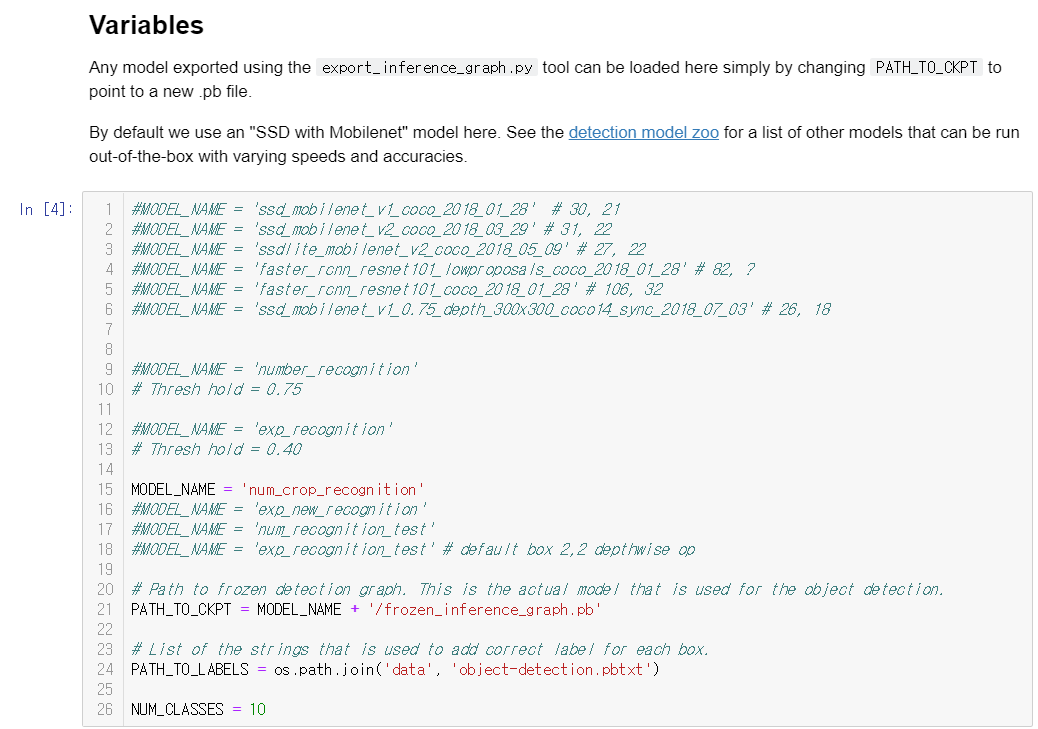 Variables
Any model exported using the export_inference_graph.py tool can be loaded here simply by changing PATH_TO_CKPT to
point to a new .pb file.
By default we use an "SSD with Mobilenet" model here. See the detection model zoo for a list of other models that can be run
out-of-the-box with varying speeds and accuracies.
In [4]:
1 #MODEL_NAME = 'ssd_mobilenet_v1_coco_2018_01_28'  # 30, 21
2 #MODEL_NAME = 'ssd_mobilenet_v2_coco_2018_03_29' # 31, 22
3 #MODEL_NAME = 'ssdlite_mobilenet_v2_coco_2018_05_09' # 27, 22
4 #MODEL_NAME = 'faster_rcnn_resnet101_lowproposals_coco_2018_01_28' # 82, ?
5 #MODEL_NAME = 'faster_rcnn_resnet101_coco_2018_01_28' # 106, 32
6 #MODEL_NAME = 'ssd_mobilenet_v1_0.75_depth_300x300_coco14_sync_2018_07_03' # 26, 18
7
8
9 #MODEL_NAME = 'number_recognition'
10 # Thresh hold = 0.75
11
12 #MODEL_NAME = 'exp_recognition'
13 # Thresh hold = 0.40
14
15 MODEL_NAME = 'num_crop_recognition'
16 #MODEL_NAME = 'exp_new_recognition'
17 #MODEL_NAME = 'num_recognition_test'
18 #MODEL_NAME = 'exp_recognition_test' # default box 2,2 depthwise op
19
20 # Path to frozen detection graph. This is the actual model that is used for the object detection.
21 PATH_TO_CKPT = MODEL_NAME + '/frozen_inference_graph.pb'
22
23 # List of the strings that is used to add correct label for each box.
24 PATH_TO_LABELS = os.path.join('data', 'object-detection.pbtxt')
25
26 NUM_CLASSES = 10